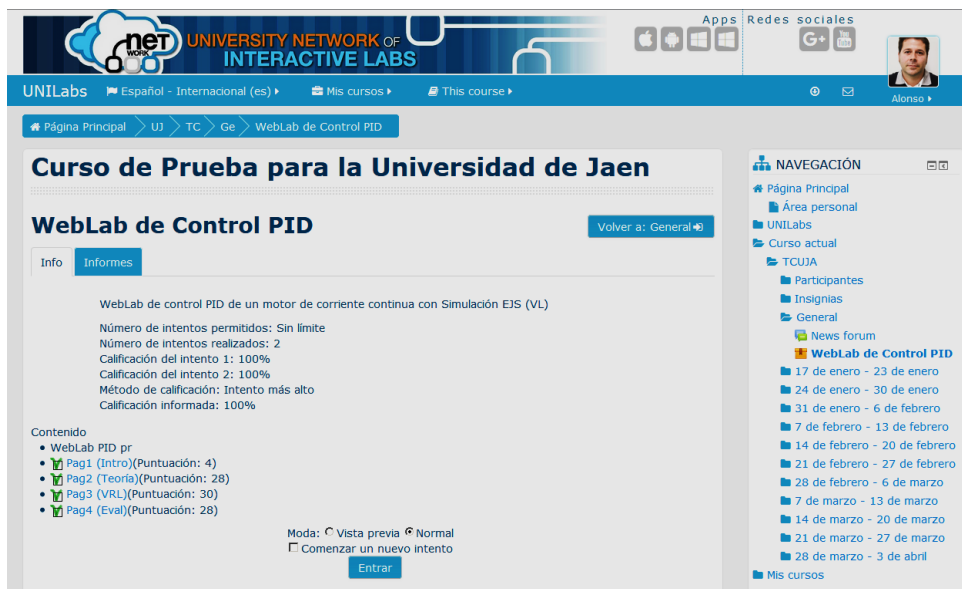 net
WORK
UNIVERSITY NETWORK OF
INTERACTIVE LABS
Apps
Redes sociales
G+
UNILabs
Español - Internacional (es)
Mis cursos
This course
Alonso
Página Principal
UJ
TC
Ge
WebLab de Control PID
Curso de Prueba para la Universidad de Jaen
WebLab de Control PID
Volver a: General
Info
Informes
WebLab de control PID de un motor de corriente continua con Simulación EJS (VL)
Número de intentos permitidos: Sin límite
Número de intentos realizados: 2
Calificación del intento 1: 100%
Calificación del intento 2: 100%
Método de calificación: Intento más alto
Calificación informada: 100%
Contenido
• WebLab PID pr
• Pag1 (Intro)(Puntuación: 4)
• Pag2 (Teoría)(Puntuación: 28)
• Pag3 (VRL)(Puntuación: 30)
• Pag4 (Eval)(Puntuación: 28)
Moda: Vista previa Normal
Comenzar un nuevo intento
Entrar
NAVEGACIÓN
Página Principal
Área personal
UNILabs
Curso actual
TCUJA
Participantes
Insignias
General
News forum
WebLab de Control PID
17 de enero - 23 de enero
24 de enero - 30 de enero
31 de enero - 6 de febrero
7 de febrero - 13 de febrero
14 de febrero - 20 de febrero
21 de febrero - 27 de febrero
28 de febrero - 6 de marzo
7 de marzo - 13 de marzo
14 de marzo - 20 de marzo
21 de marzo - 27 de marzo
28 de marzo - 3 de abril
Mis cursos